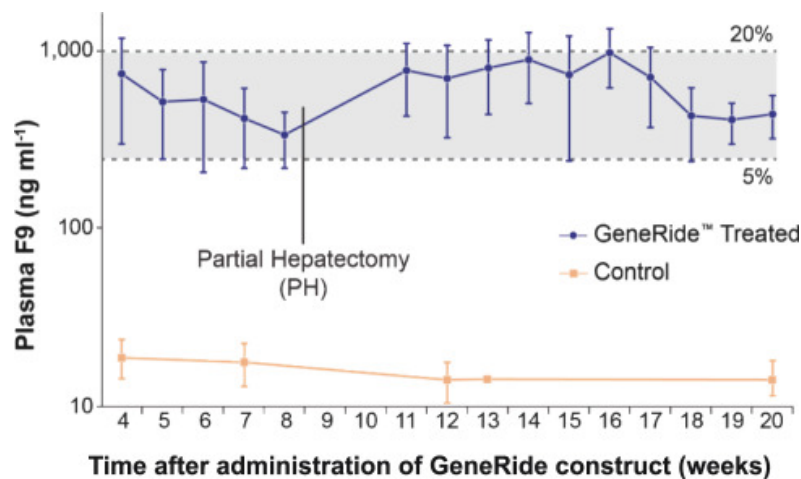 1,000
20%
5%
100
10
Plasma F9 (ng ml⁻¹)
Partial Hepatectomy
(PH)
GeneRide™ Treated
Control
4 5 6 7 8 9 10 11 12 13 14 15 16 17 18 19 20
Time after administration of GeneRide construct (weeks)